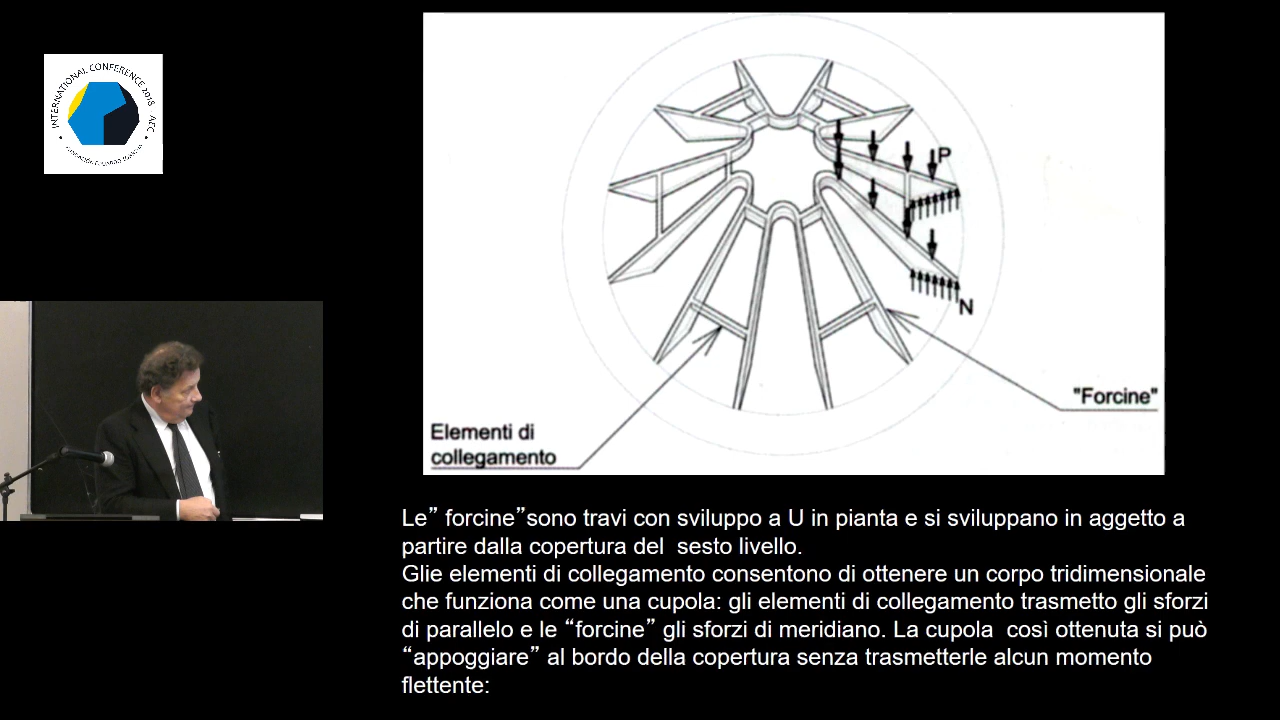 INTERNATIONAL CONFERENCE 2018 AEC
P
N
"Forcine"
Elementi di
collegamento
Le” forcine”sono travi con sviluppo a U in pianta e si sviluppano in aggetto a
partire dalla copertura del sesto livello.
Glie elementi di collegamento consentono di ottenere un corpo tridimensionale
che funziona come una cupola: gli elementi di collegamento trasmetto gli sforzi
di parallelo e le “forcine” gli sforzi di meridiano. La cupola così ottenuta si può
“appoggiare” al bordo della copertura senza trasmetterle alcun momento
flettente: